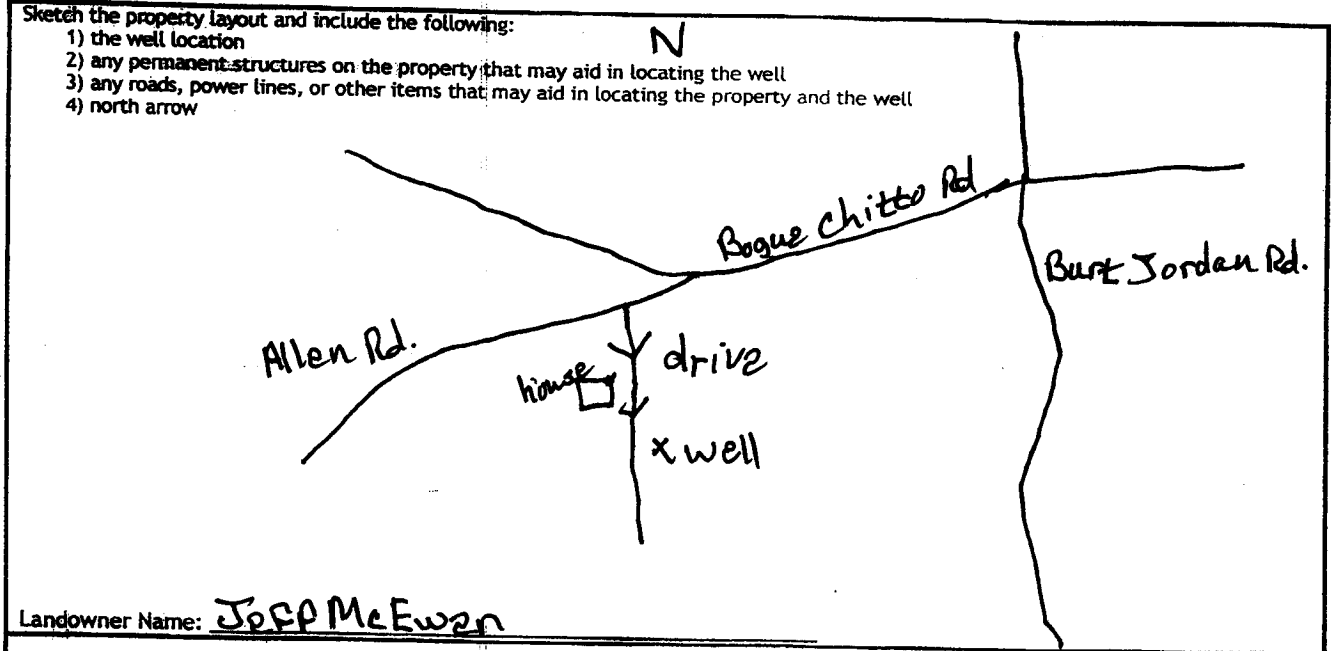 Sketch the property layout and include the following:
1) the well location
2) any permanent structures on the property that may aid in locating the well
3) any roads, power lines, or other items that may aid in locating the property and the well
4) north arrow
N
Bogue Chitto Rd
Burt Jordan Rd.
Allen Rd.
drive
house
x well
Landowner Name: Jeff McEwen